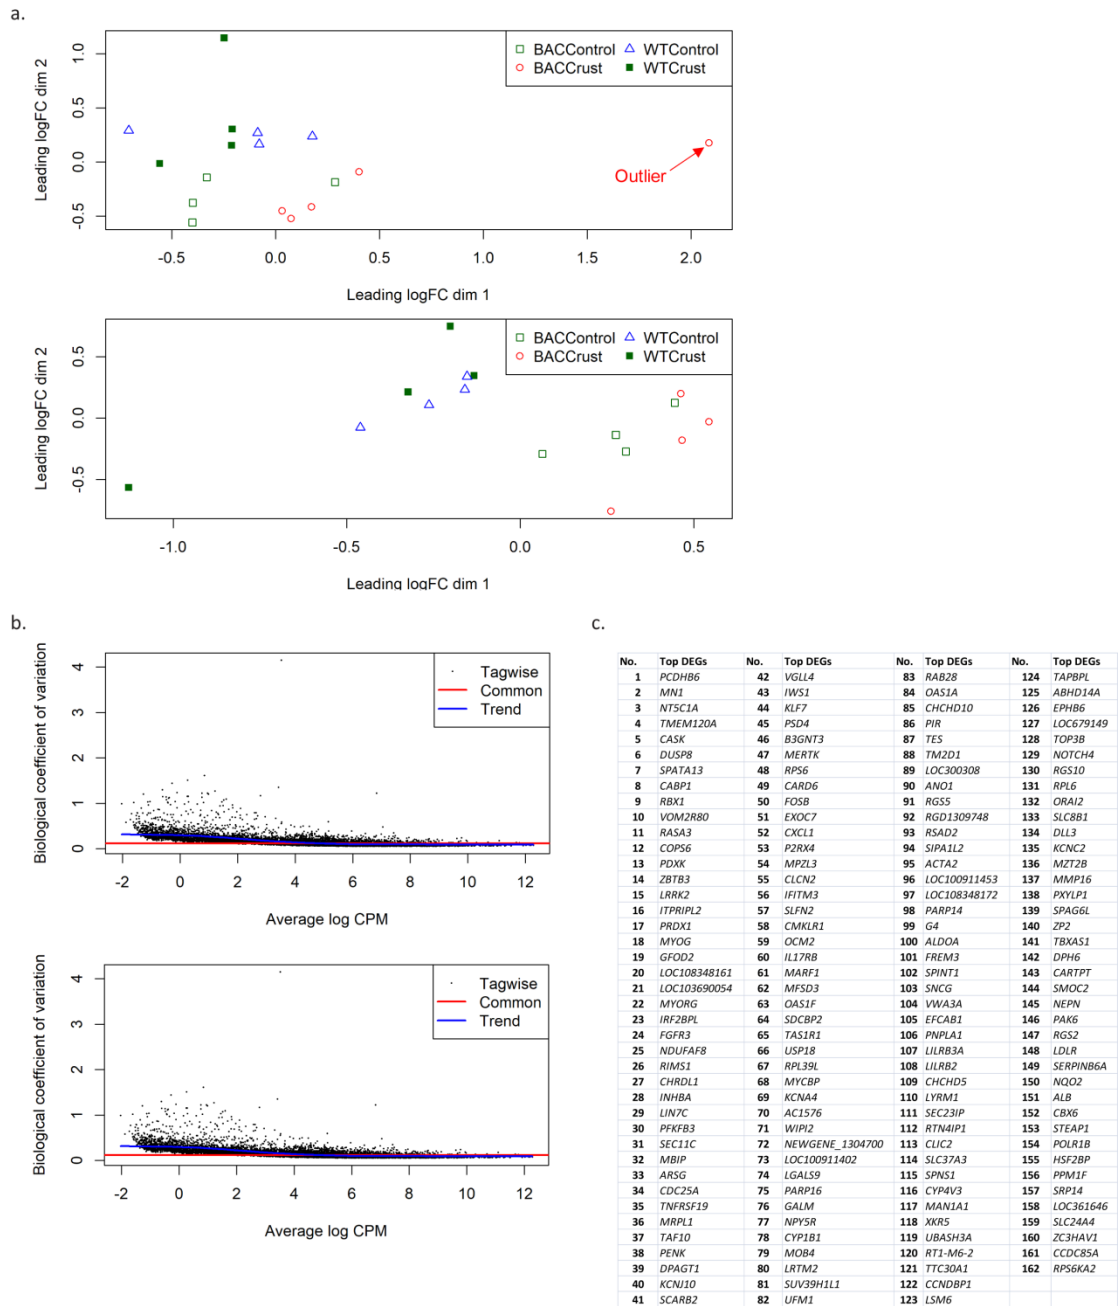 a.
BACControl WTControl
BACCrust WTCrust
Outlier
Leading logFC dim 2
-0.5 0.0 0.5 1.0
-0.5 0.0 0.5 1.0 1.5 2.0
Leading logFC dim 1
BACControl WTControl
BACCrust WTCrust
Leading logFC dim 2
-0.5 0.0 0.5
-1.0 -0.5 0.0 0.5
Leading logFC dim 1
b.
Tagwise
Common
Trend
Biological coefficient of variation
0 1 2 3 4
-2 0 2 4 6 8 10 12
Average log CPM
Tagwise
Common
Trend
Biological coefficient of variation
0 1 2 3 4
-2 0 2 4 6 8 10 12
Average log CPM
c.
No. Top DEGs No. Top DEGs No. Top DEGs No. Top DEGs
1 PCDHB6 42 VGLL4 83 RAB28 124 TAPBPL
2 MN1 43 IWS1 84 OAS1A 125 ABHD14A
3 NT5C1A 44 KLF7 85 CHCHD10 126 EPHB6
4 TMEM120A 45 PSD4 86 PIR 127 LOC679149
5 CASK 46 B3GNT3 87 TES 128 TOP3B
6 DUSP8 47 MERTK 88 TM2D1 129 NOTCH4
7 SPATA13 48 RPS6 89 LOC300308 130 RGS10
8 CABP1 49 CARD6 90 ANO1 131 RPL6
9 RBX1 50 FOSB 91 RGS5 132 ORAI2
10 VOM2R80 51 EXOC7 92 RGD1309748 133 SLC8B1
11 RASA3 52 CXCL1 93 RSAD2 134 DLL3
12 COPS6 53 P2RX4 94 SIPA1L2 135 KCNC2
13 PDXK 54 MPZL3 95 ACTA2 136 MZT2B
14 ZBTB3 55 CLCN2 96 LOC100911453 137 MMP16
15 LRRK2 56 IFITM3 97 LOC108348172 138 PXYLP1
16 ITPRIPL2 57 SLFN2 98 PARP14 139 SPAG6L
17 PRDX1 58 CMKLR1 99 G4 140 ZP2
18 MYOG 59 OCM2 100 ALDOA 141 TBXAS1
19 GFOD2 60 IL17RB 101 FREM3 142 DPH6
20 LOC108348161 61 MARF1 102 SPINT1 143 CARTPT
21 LOC103690054 62 MFSD3 103 SNCG 144 SMOC2
22 MYORG 63 OAS1F 104 VWA3A 145 NEPN
23 IRF2BPL 64 SDCBP2 105 EFCAB1 146 PAK6
24 FGFR3 65 TAS1R1 106 PNPLA1 147 RGS2
25 NDUFAF8 66 USP18 107 LILRB3A 148 LDLR
26 RIMS1 67 RPL39L 108 LILRB2 149 SERPINB6A
27 CHRDL1 68 MYCBP 109 CHCHD5 150 NQO2
28 INHBA 69 KCNA4 110 LYRM1 151 ALB
29 LIN7C 70 AC1576 111 SEC23IP 152 CBX6
30 PFKFB3 71 WIPI2 112 RTN4IP1 153 STEAP1
31 SEC11C 72 NEWGENE_1304700 113 CLIC2 154 POLR1B
32 MBIP 73 LOC100911402 114 SLC37A3 155 HSF2BP
33 ARSG 74 LGALS9 115 SPNS1 156 PPM1F
34 CDC25A 75 PARP16 116 CYP4V3 157 SRP14
35 TNFRSF19 76 GALM 117 MAN1A1 158 LOC361646
36 MRPL1 77 NPY5R 118 XKR5 159 SLC24A4
37 TAF10 78 CYP1B1 119 UBASH3A 160 ZC3HAV1
38 PENK 79 MOB4 120 RT1-M6-2 161 CCDC85A
39 DPAGT1 80 LRTM2 121 TTC30A1 162 RPS6KA2
40 KCNJ10 81 SUV39H1L1 122 CCNDBP1
41 SCARB2 82 UFM1 123 LSM6